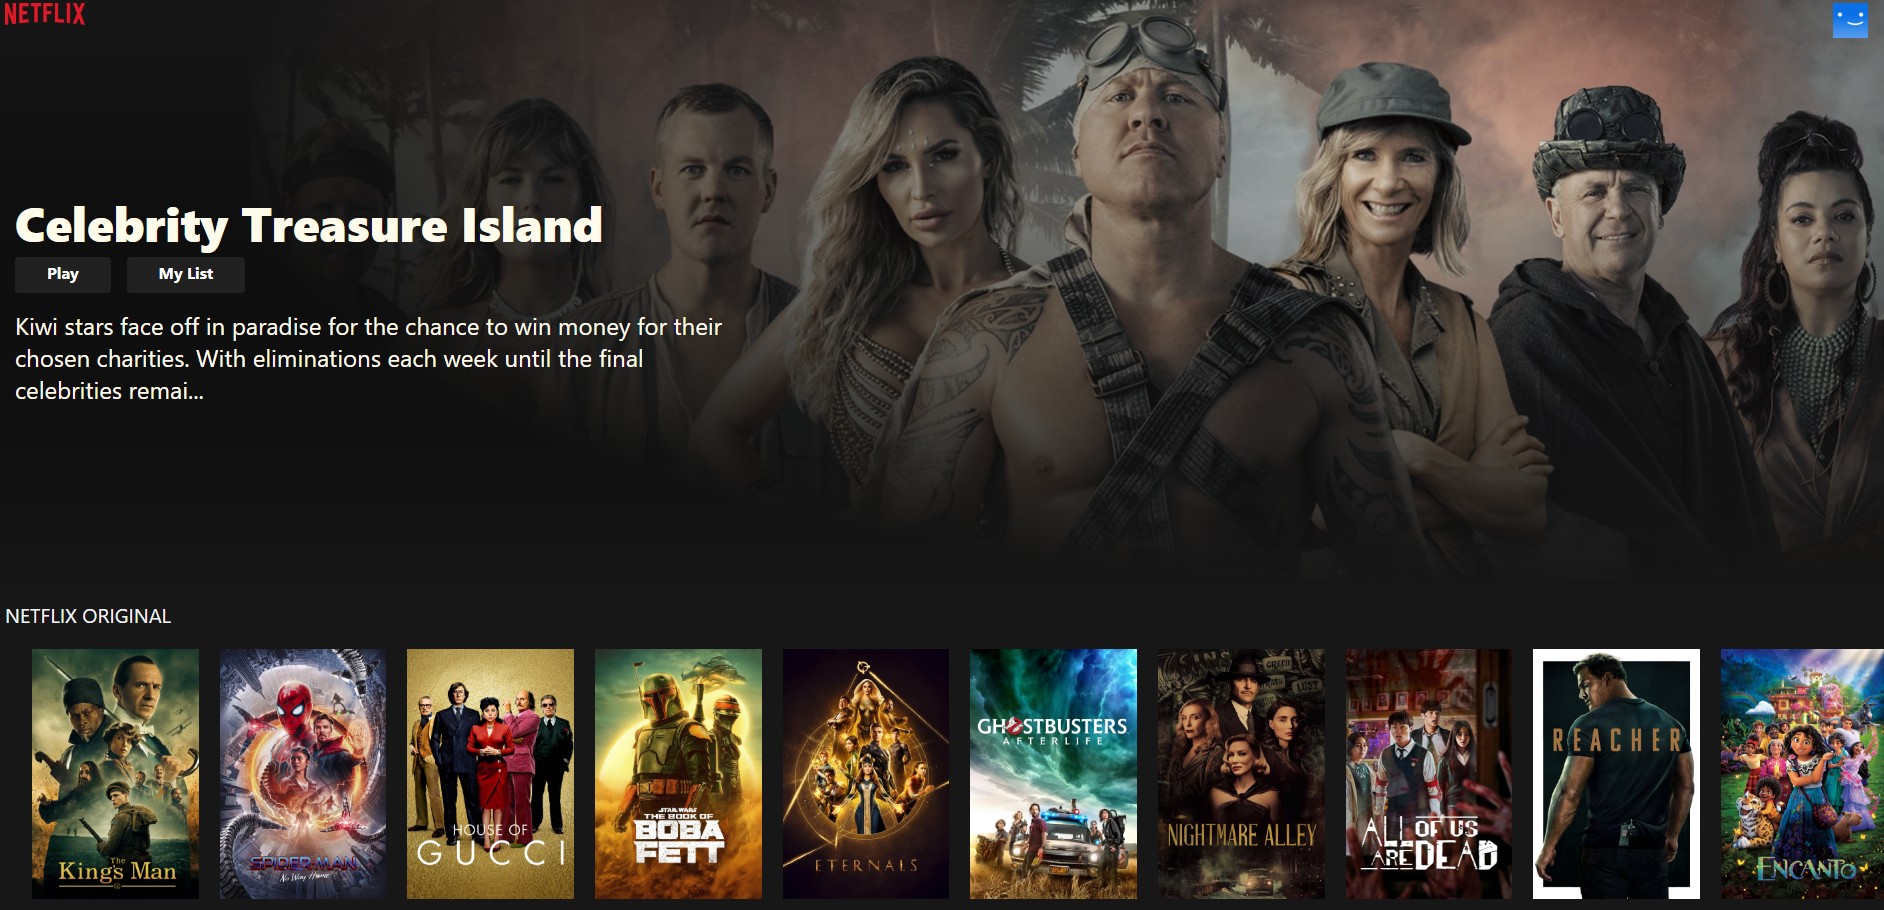 NETFLIX
Celebrity Treasure Island
Play
My List
Kiwi stars face off in paradise for the chance to win money for their
chosen charities. With eliminations each week until the final
celebrities remai...
NETFLIX ORIGINAL
The
King's Man
SPIDER-MAN
No Way Home
HOUSE OF
GUCCI
STAR WARS
THE BOOK OF
BOBA
FETT
ETERNALS
GHOSTBUSTERS
AFTERLIFE
GREED
LUST
NIGHTMARE ALLEY
ALL OF US
ARE DEAD
REACHER
ENCANTO